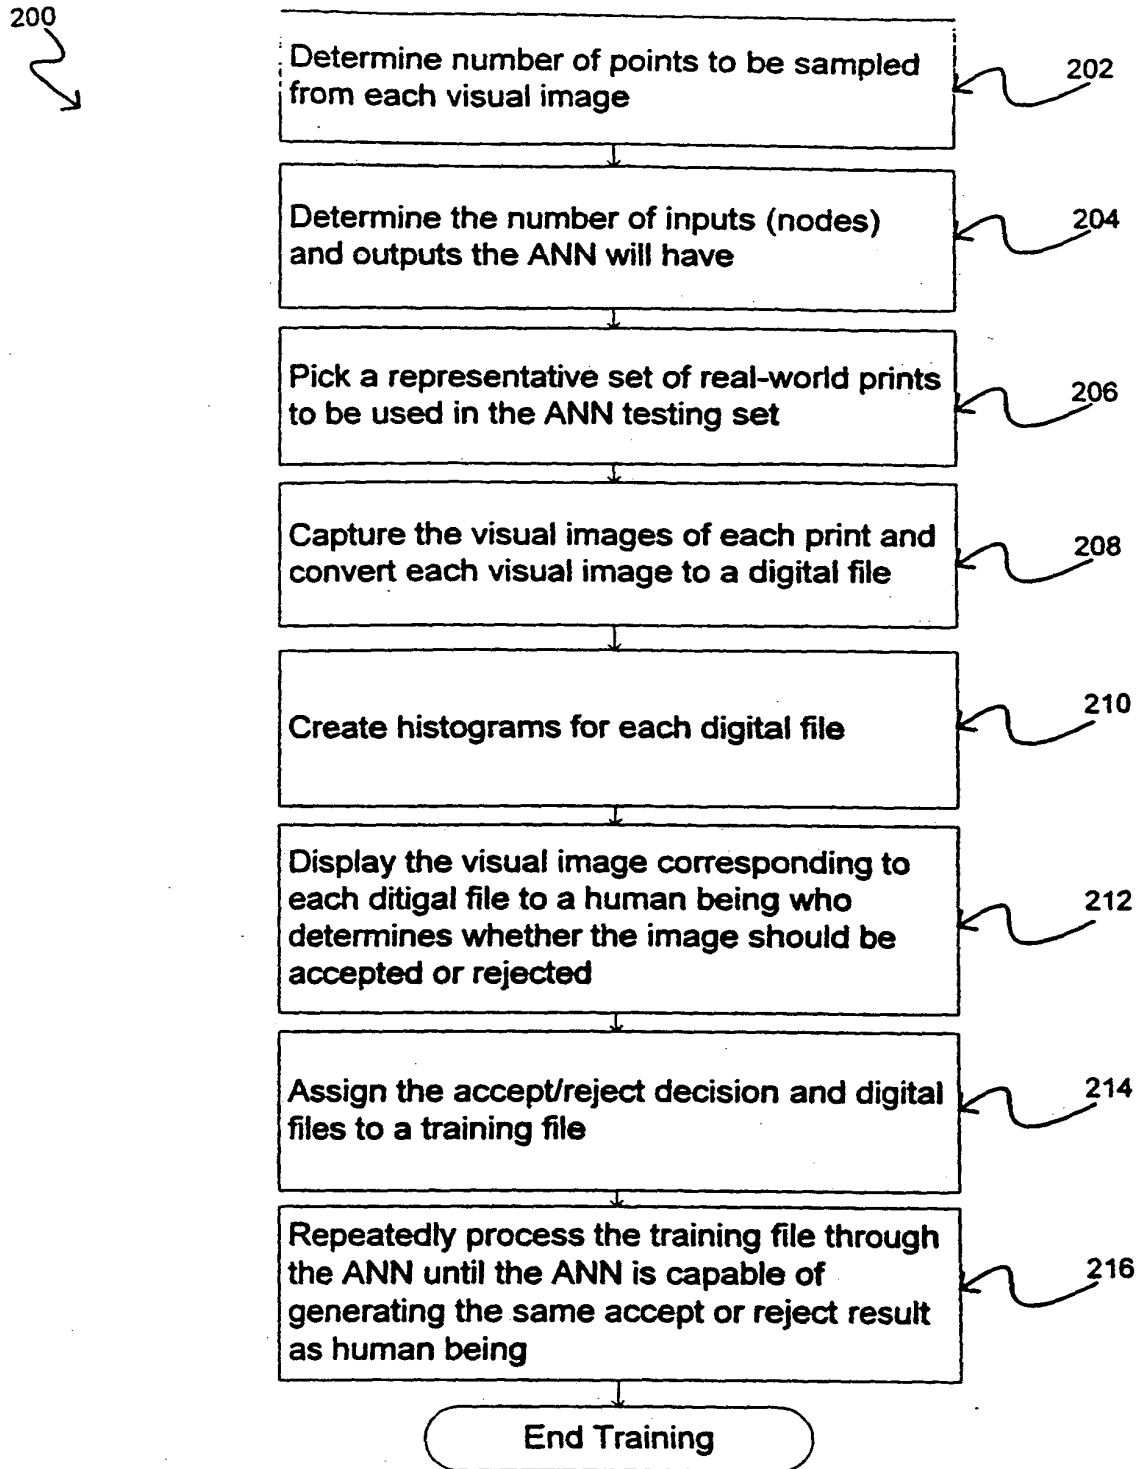 200
Determine number of points to be sampled
from each visual image
202
Determine the number of inputs (nodes)
and outputs the ANN will have
204
Pick a representative set of real-world prints
to be used in the ANN testing set
206
Capture the visual images of each print and
convert each visual image to a digital file
208
Create histograms for each digital file
210
Display the visual image corresponding to
each ditigal file to a human being who
determines whether the image should be
accepted or rejected
212
Assign the accept/reject decision and digital
files to a training file
214
Repeatedly process the training file through
the ANN until the ANN is capable of
generating the same accept or reject result
as human being
216
End Training